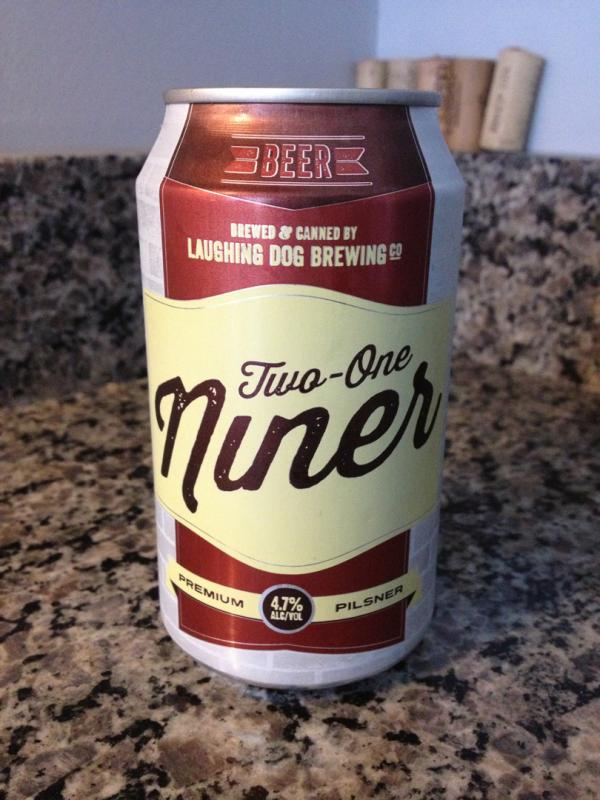 BEER
BREWED & CANNED BY
LAUGHING DOG BREWING CO
Two-One
Niner
PREMIUM 4.7% PILSNER
ALC/VOL